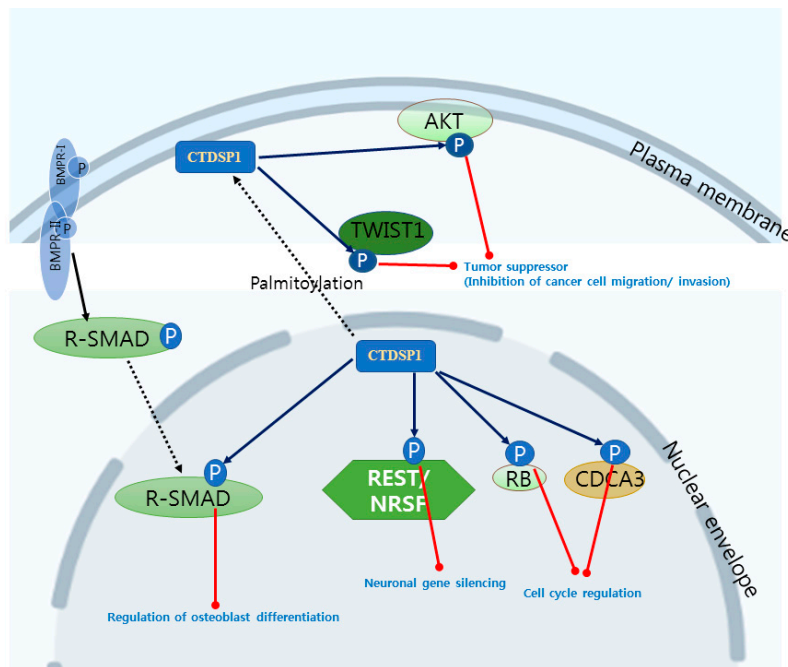 AKT
P
CTDSP1
Plasma membrane
BMPR-I
P
BMPR-II
P
TWIST1
P
Tumor suppressor
(Inhibition of cancer cell migration/ invasion)
Palmitoylation
R-SMAD
P
CTDSP1
P
R-SMAD
P
REST/
NRSF
P
RB
P
CDCA3
Nuclear envelope
Neuronal gene silencing
Cell cycle regulation
Regulation of osteoblast differentiation